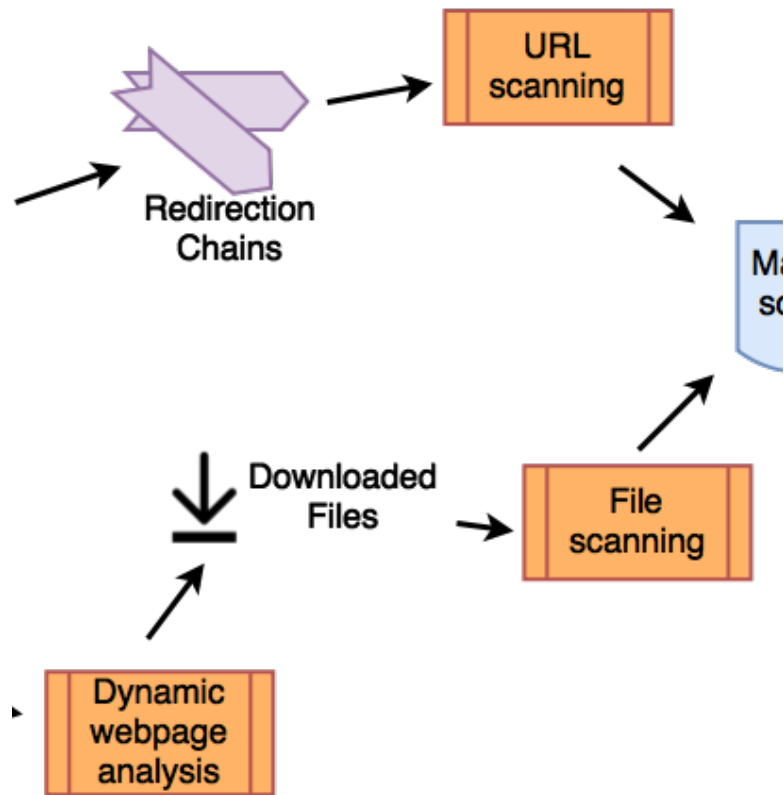 URL
scanning
Redirection
Chains
Downloaded
Files
File
scanning
Dynamic
webpage
analysis